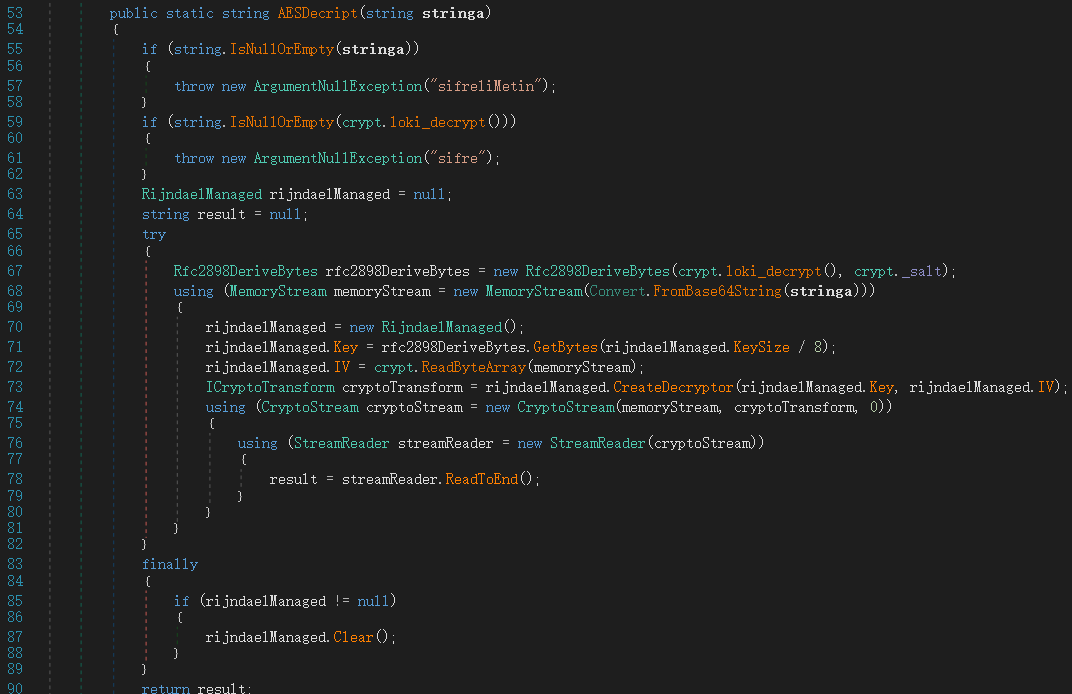 53 public static string AESDecript(string stringa)
54 {
55 if (string.IsNullOrEmpty(stringa))
56 {
57 throw new ArgumentNullException("sifreliMetin");
58 }
59 if (string.IsNullOrEmpty(crypt.loki_decrypt()))
60 {
61 throw new ArgumentNullException("sifre");
62 }
63 RijndaelManaged rijndaelManaged = null;
64 string result = null;
65 try
66 {
67 Rfc2898DeriveBytes rfc2898DeriveBytes = new Rfc2898DeriveBytes(crypt.loki_decrypt(), crypt._salt);
68 using (MemoryStream memoryStream = new MemoryStream(Convert.FromBase64String(stringa)))
69 {
70 rijndaelManaged = new RijndaelManaged();
71 rijndaelManaged.Key = rfc2898DeriveBytes.GetBytes(rijndaelManaged.KeySize / 8);
72 rijndaelManaged.IV = crypt.ReadByteArray(memoryStream);
73 ICryptoTransform cryptoTransform = rijndaelManaged.CreateDecryptor(rijndaelManaged.Key, rijndaelManaged.IV);
74 using (CryptoStream cryptoStream = new CryptoStream(memoryStream, cryptoTransform, 0))
75 {
76 using (StreamReader streamReader = new StreamReader(cryptoStream))
77 {
78 result = streamReader.ReadToEnd();
79 }
80 }
81 }
82 }
83 finally
84 {
85 if (rijndaelManaged != null)
86 {
87 rijndaelManaged.Clear();
88 }
89 }
90 return result;